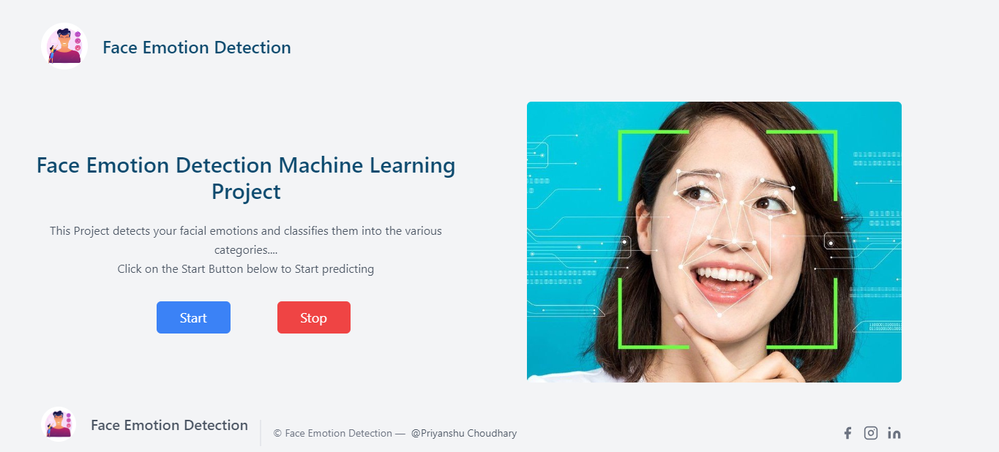 Face Emotion Detection
Face Emotion Detection Machine Learning
Project
This Project detects your facial emotions and classifies them into the various
categories....
Click on the Start Button below to Start predicting
Start
Stop
Face Emotion Detection
© Face Emotion Detection — @Priyanshu Choudhary